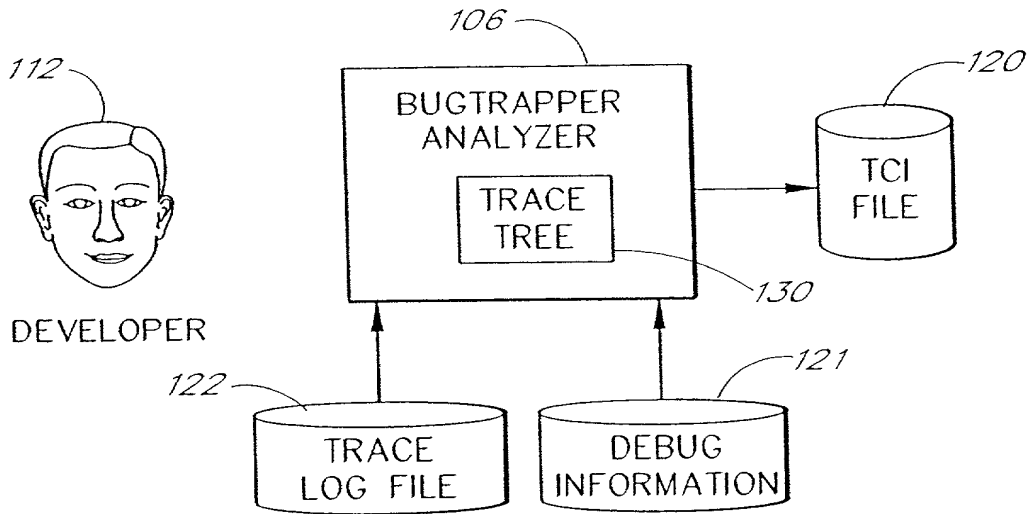 106
112
120
BUGTRAPPER
ANALYZER
TCI
FILE
TRACE
TREE
130
DEVELOPER
122
121
TRACE
LOG FILE
DEBUG
INFORMATION